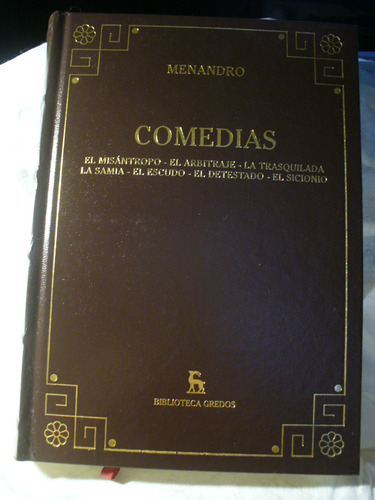 MENANDRO
COMEDIAS
EL MISÁNTROPO - EL ARBITRAJE - LA TRASQUILADA
LA SAMIA - EL ESCUDO - EL DETESTADO - EL SICIONIO
BIBLIOTECA GREDOS